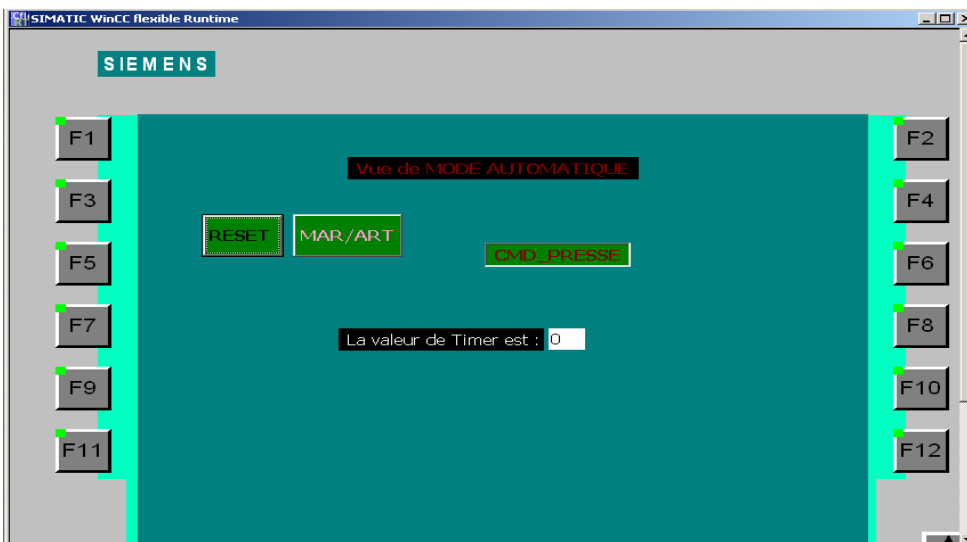 SIMATIC WinCC flexible Runtime
SIEMENS
F1
F2
Vue de MODE AUTOMATIQUE
F3
F4
RESET
MAR/ART
CMD_PRESSE
F5
F6
F7
F8
La valeur de Timer est : 0
F9
F10
F11
F12